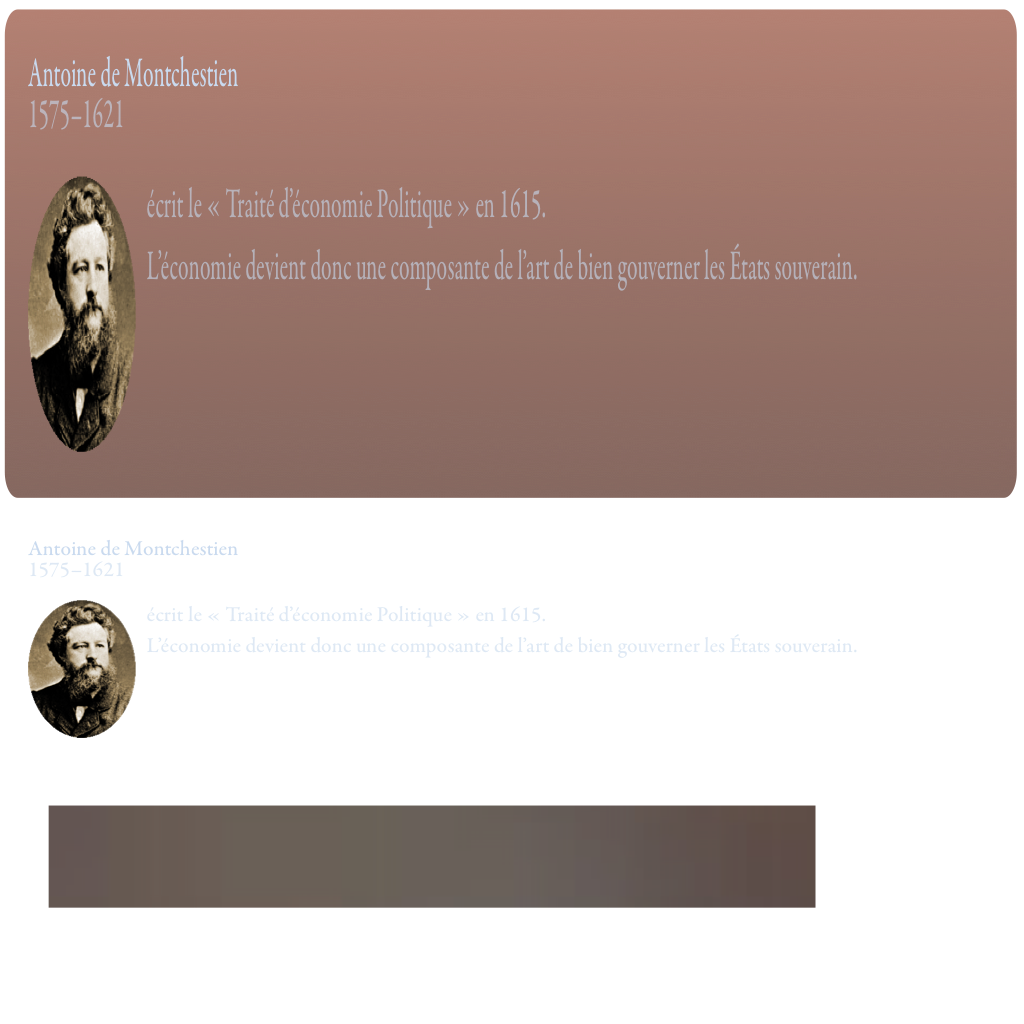 Antoine de Montchestien
1575–1621
écrit le « Traité d’économie Politique » en 1615.
L’économie devient donc une composante de l’art de bien gouverner les États souverain.
Antoine de Montchestien
1575–1621
écrit le « Traité d’économie Politique » en 1615.
L’économie devient donc une composante de l’art de bien gouverner les États souverain.